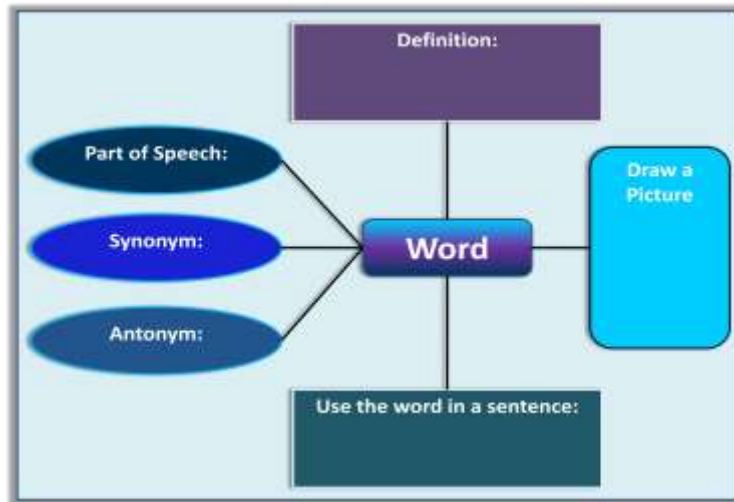 Definition:
Part of Speech:
Draw a
Picture
Synonym:
Word
Antonym:
Use the word in a sentence: